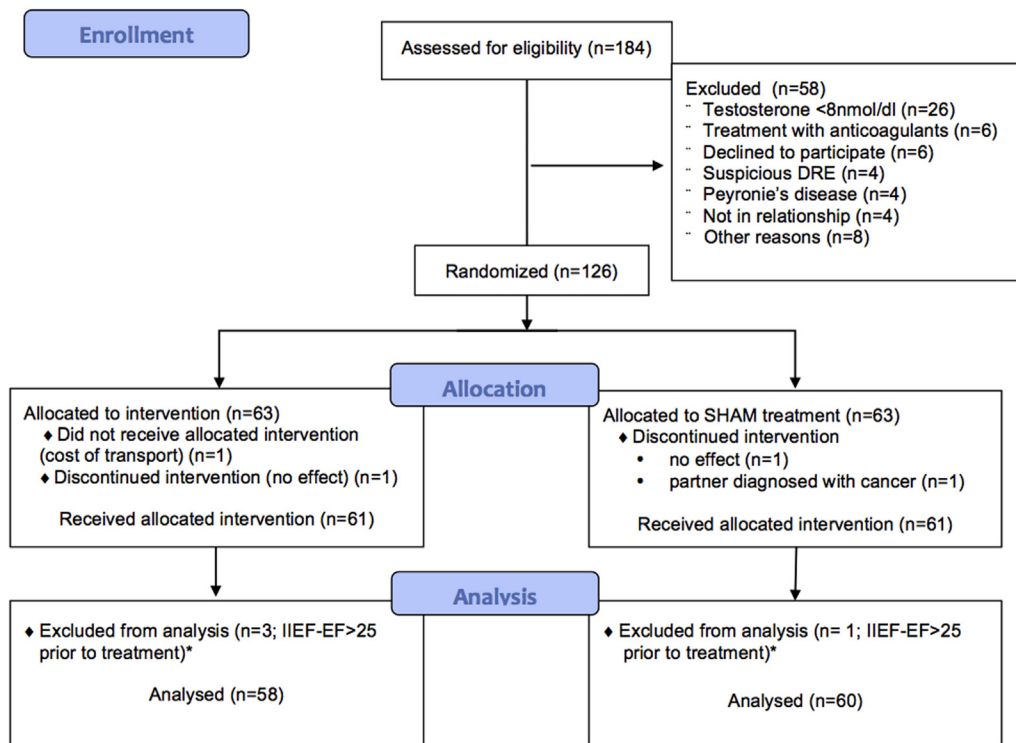 Enrollment
Assessed for eligibility (n=184)
Excluded (n=58)
¨ Testosterone <8nmol/dl (n=26)
¨ Treatment with anticoagulants (n=6)
¨ Declined to participate (n=6)
¨ Suspicious DRE (n=4)
¨ Peyronie's disease (n=4)
¨ Not in relationship (n=4)
¨ Other reasons (n=8)
Randomized (n=126)
Allocation
Allocated to intervention (n=63)
♦ Did not receive allocated intervention
(cost of transport) (n=1)
♦ Discontinued intervention (no effect) (n=1)
Received allocated intervention (n=61)
Allocated to SHAM treatment (n=63)
♦ Discontinued intervention
• no effect (n=1)
• partner diagnosed with cancer (n=1)
Received allocated intervention (n=61)
Analysis
♦ Excluded from analysis (n=3; IIEF-EF>25
prior to treatment)*
Analysed (n=58)
♦ Excluded from analysis (n= 1; IIEF-EF>25
prior to treatment)*
Analysed (n=60)